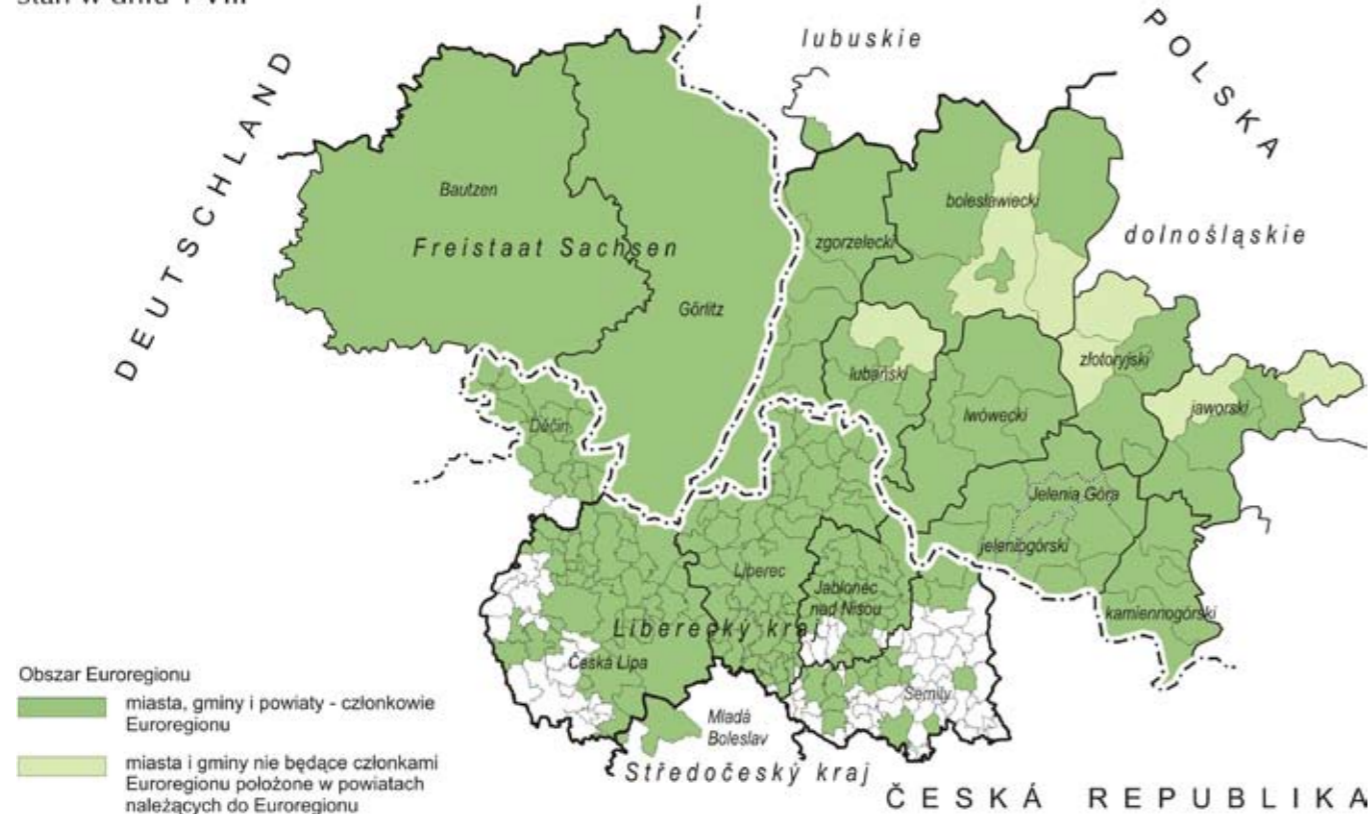 stan w dniu 1 VIII
DEUTSCHLAND
lubuskie
POLSKA
Bautzen
Freistaat Sachsen
Görlitz
zgorzelecki
bolesławiecki
dolnośląskie
lubański
lwówecki
złotoryjski
jaworski
Děčín
Jelenia Góra
jeleniogórski
kamiennogórski
Liberec
Jablonec
nad Nisou
Liberecký kraj
Česká Lípa
Semily
Mladá
Boleslav
Středočeský kraj
ČESKÁ REPUBLIKA
Obszar Euroregionu
miasta, gminy i powiaty - członkowie
Euroregionu
miasta i gminy nie będące członkami
Euroregionu położone w powiatach
należących do Euroregionu